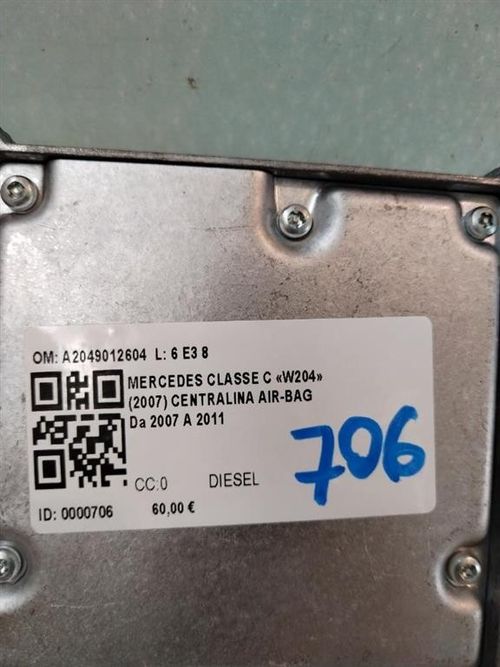 OM: A2049012604 L: 6 E3 8
MERCEDES CLASSE C «W204»
(2007) CENTRALINA AIR-BAG
Da 2007 A 2011
706
CC:0 DIESEL
ID: 0000706 60,00 €